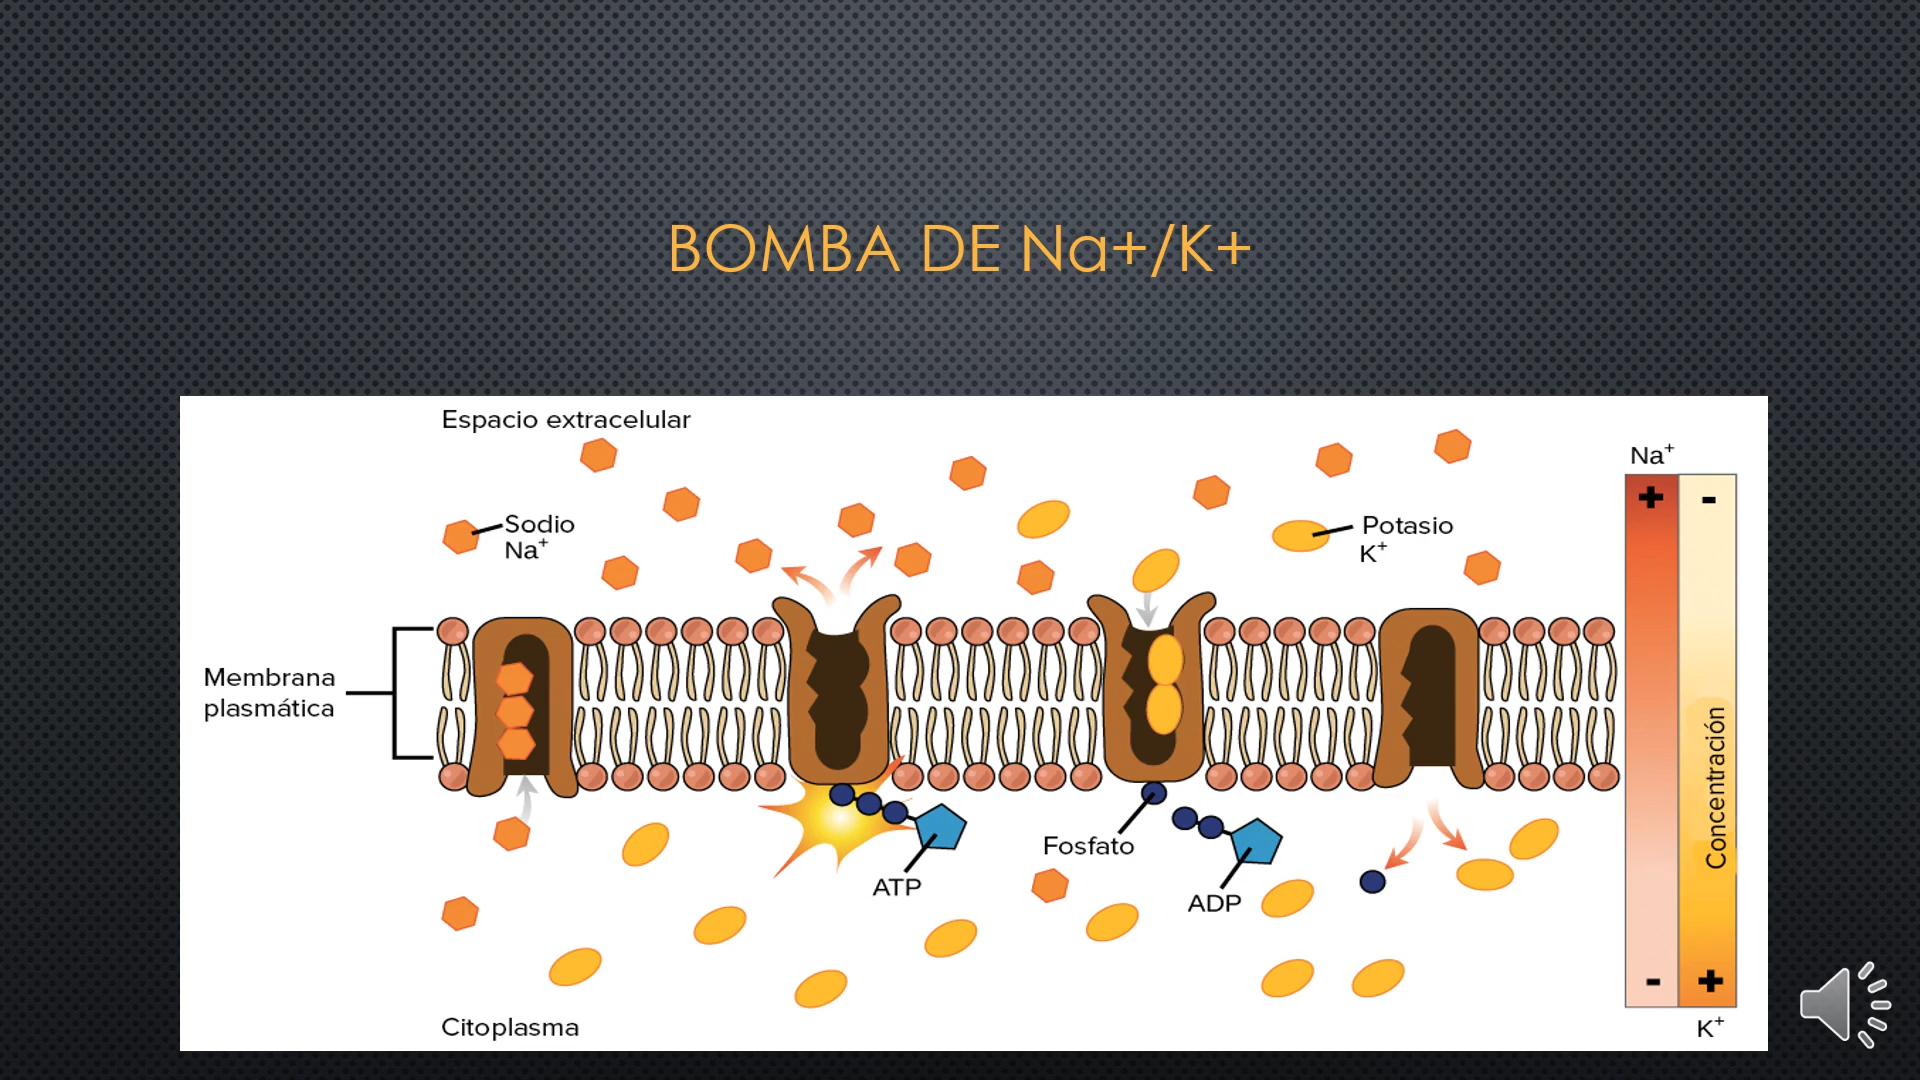 BOMBA DE Na+/K+
Espacio extracelular
Sodio
Na⁺
Potasio
K⁺
Na⁺
+ -
Membrana
plasmática
Concentración
Fosfato
ATP
ADP
- +
Citoplasma
K⁺